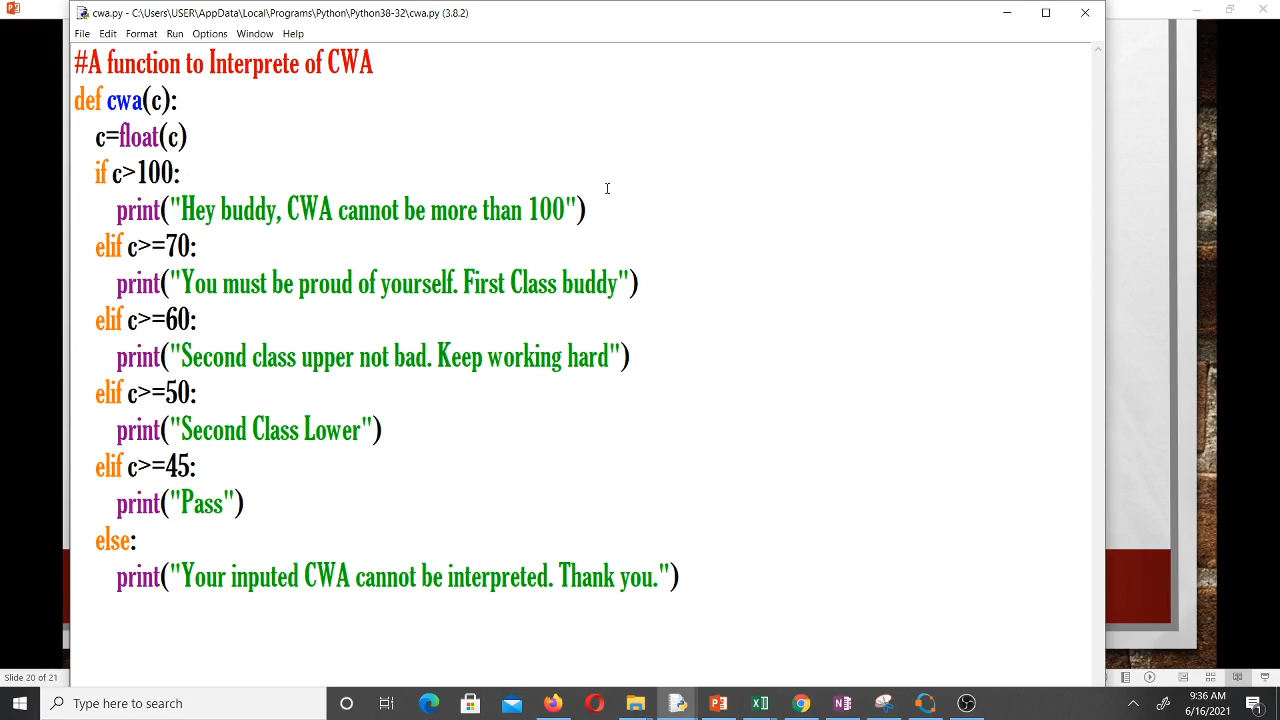 cwa.py - C:\Users\USER\AppData\Local\Programs\Python\Python38-32\cwa.py (3.8.2)
File Edit Format Run Options Window Help
#A function to Interprete of CWA
def cwa(c):
    c=float(c)
    if c>100:
        print("Hey buddy, CWA cannot be more than 100")
    elif c>=70:
        print("You must be proud of yourself. First Class buddy")
    elif c>=60:
        print("Second class upper not bad. Keep working hard")
    elif c>=50:
        print("Second Class Lower")
    elif c>=45:
        print("Pass")
    else:
        print("Your inputed CWA cannot be interpreted. Thank you.")
Slide 20 of 21
Type here to search
9:36 AM
6/16/2021